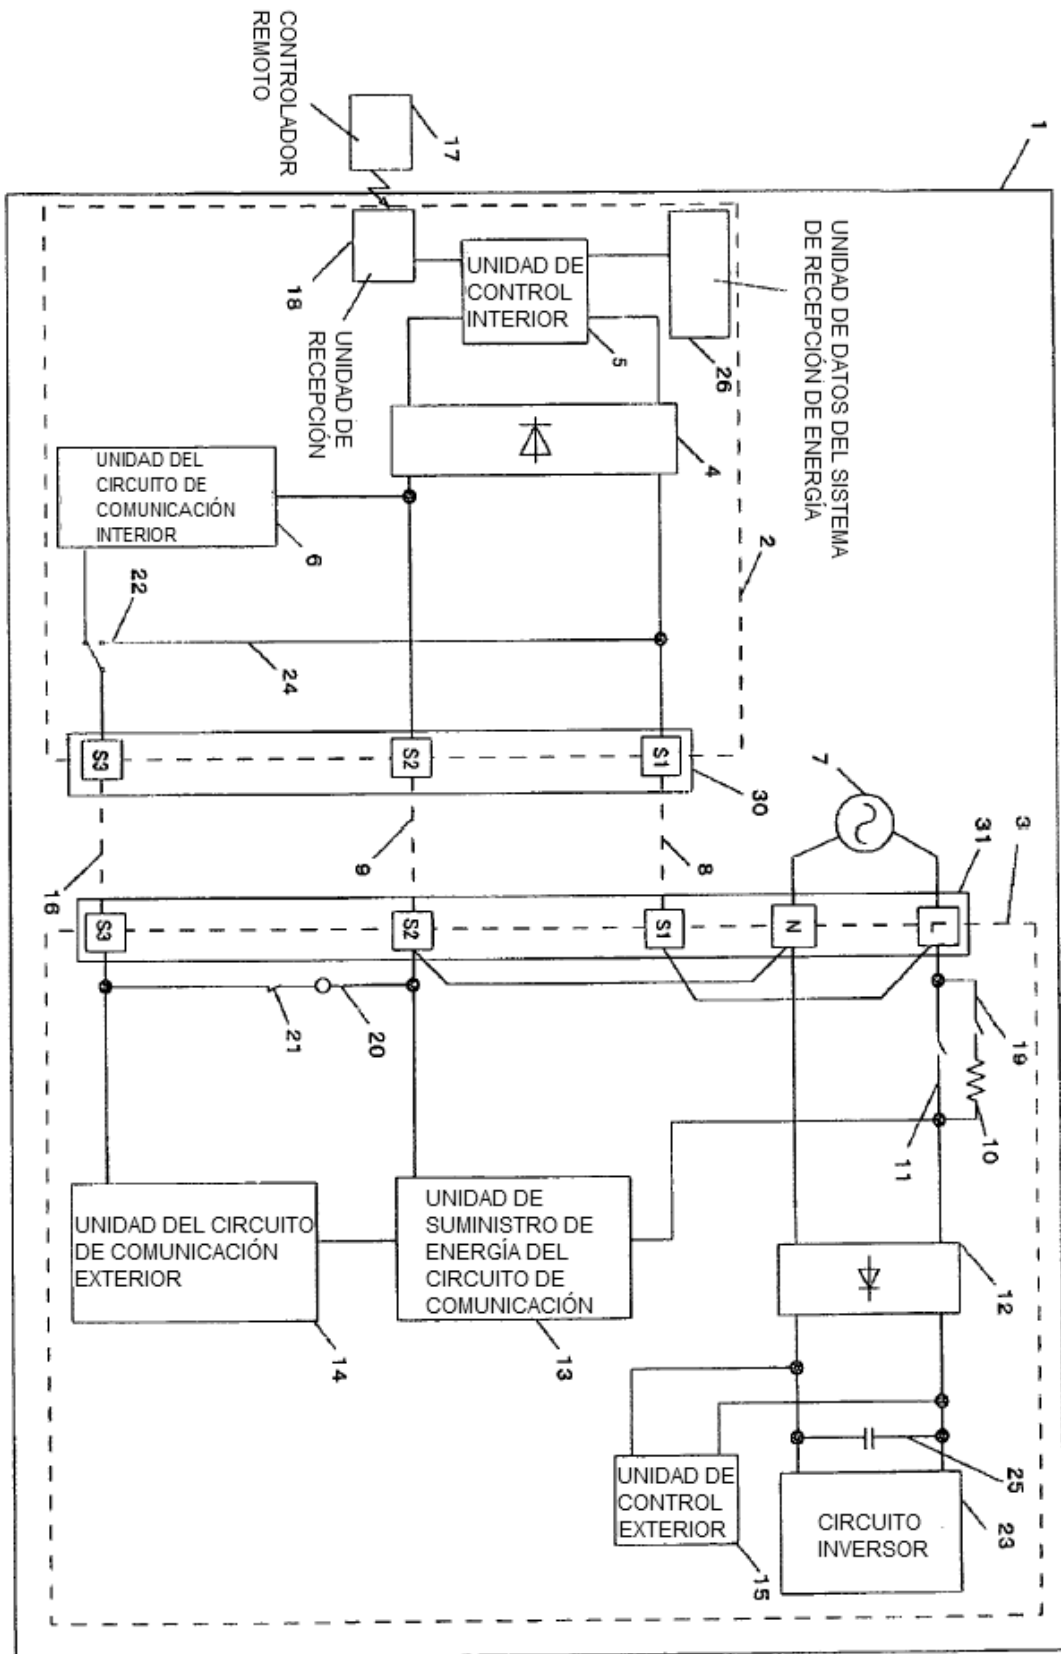 CONTROLADOR
REMOTO
17
1
18
UNIDAD DE
RECEPCIÓN
UNIDAD DE
CONTROL
INTERIOR
5
26
UNIDAD DE DATOS DEL SISTEMA
DE RECEPCIÓN DE ENERGÍA
4
UNIDAD DEL
CIRCUITO DE
COMUNICACIÓN
INTERIOR
6
2
22
24
S3
S2
S1
30
7
31
3
16
9
8
S3
S2
S1
N
L
21
20
19
11
10
UNIDAD DEL CIRCUITO
DE COMUNICACIÓN
EXTERIOR
14
UNIDAD DE
SUMINISTRO DE
ENERGÍA DEL
CIRCUITO DE
COMUNICACIÓN
13
12
UNIDAD DE
CONTROL
EXTERIOR
15
25
CIRCUITO
INVERSOR
23